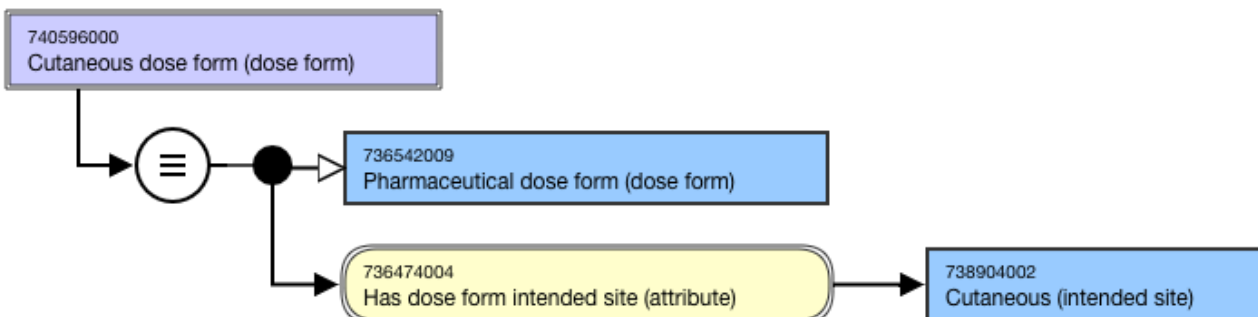 740596000
Cutaneous dose form (dose form)
736542009
Pharmaceutical dose form (dose form)
736474004
Has dose form intended site (attribute)
738904002
Cutaneous (intended site)